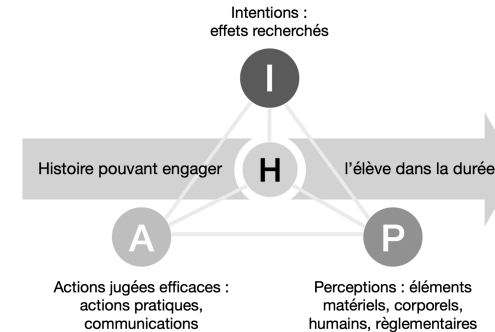 Intentions :
effets recherchés
I
Histoire pouvant engager H l'élève dans la durée
A P
Actions jugées efficaces :
actions pratiques,
communications
Perceptions : éléments
matériels, corporels,
humains, règlementaires